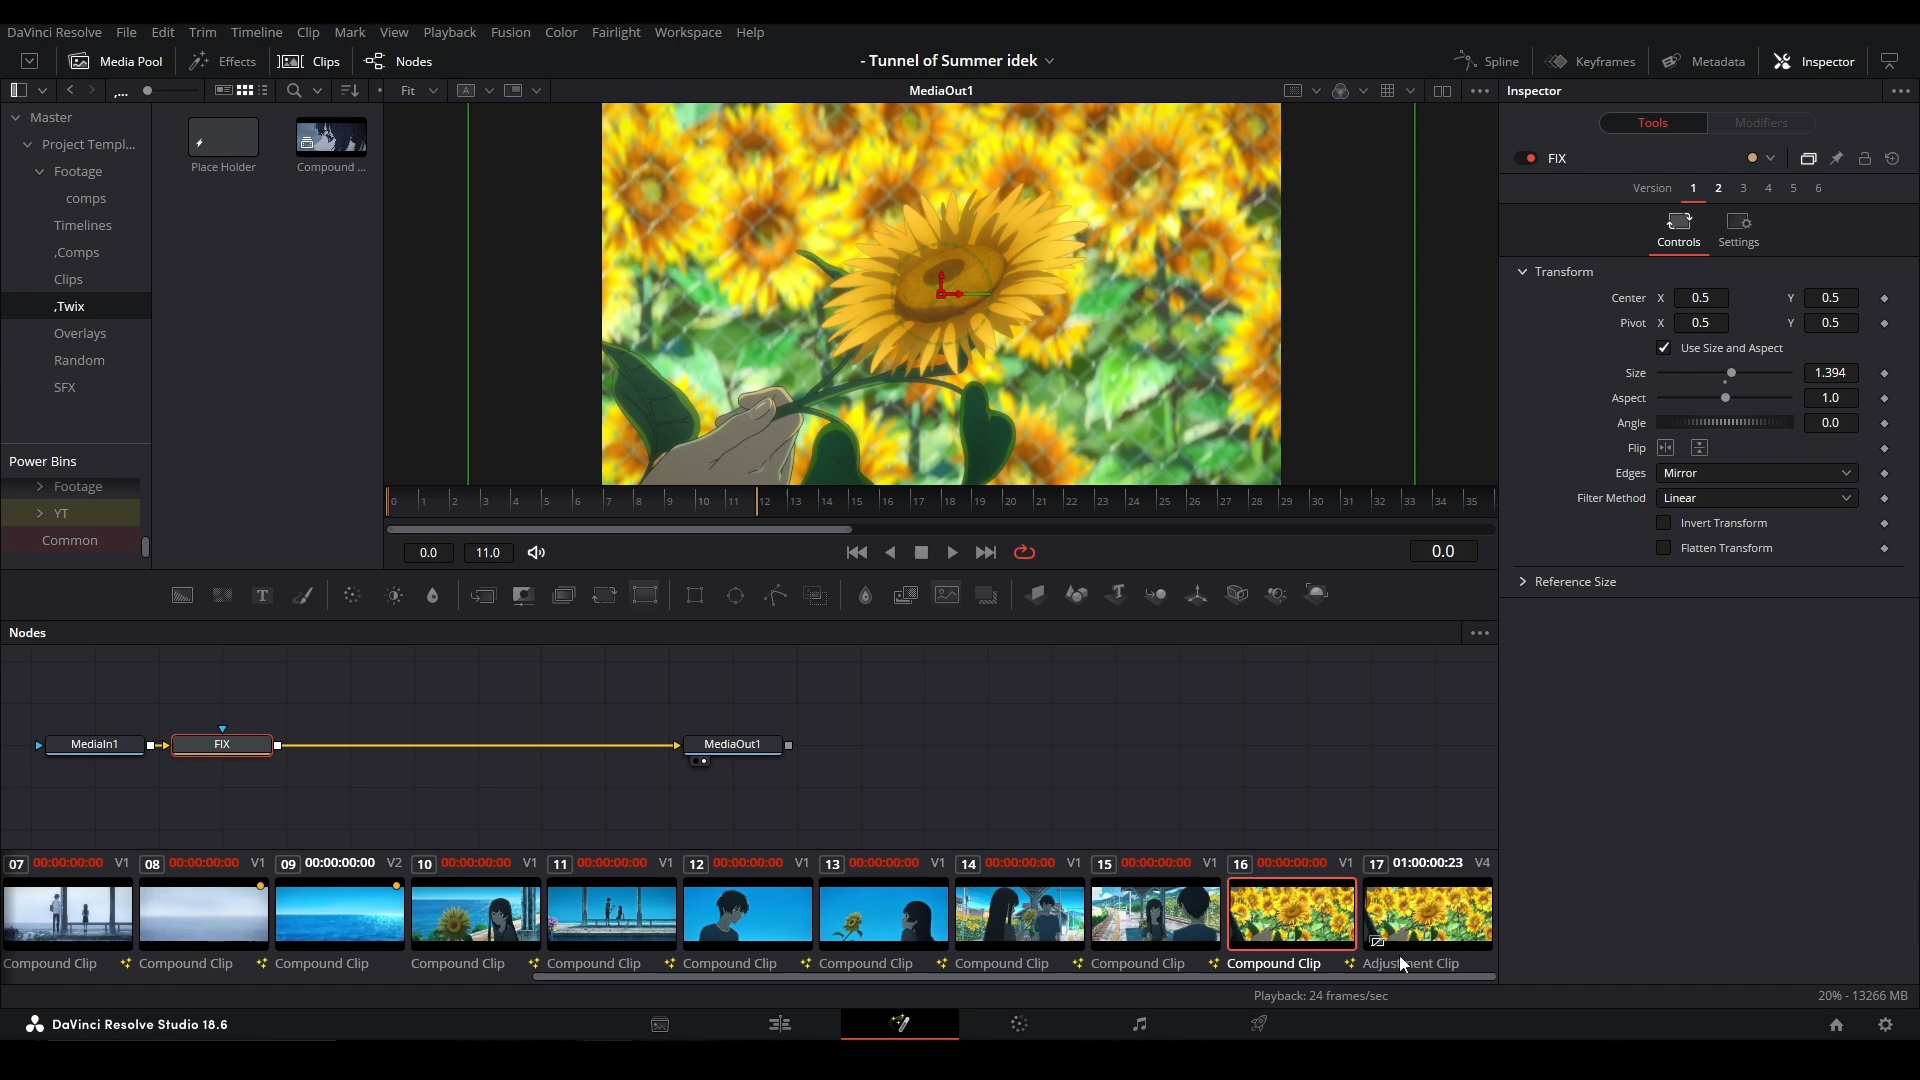 DaVinci Resolve File Edit Trim Timeline Clip Mark View Playback Fusion Color Fairlight Workspace Help
Media Pool Effects Clips Nodes - Tunnel of Summer idek Spline Keyframes Metadata Inspector
,... Fit A MediaOut1 Inspector
Master
Project Templ...
Footage
comps
Timelines
,Comps
Clips
,Twix
Overlays
Random
SFX
Power Bins
Footage
YT
Common
Place Holder Compound ...
0 1 2 3 4 5 6 7 8 9 10 11 12 13 14 15 16 17 18 19 20 21 22 23 24 25 26 27 28 29 30 31 32 33 34 35
0.0 11.0 0.0
Tools Modifiers
FIX
Version 1 2 3 4 5 6
Controls Settings
Transform
Center X 0.5 Y 0.5
Pivot X 0.5 Y 0.5
Use Size and Aspect
Size 1.394
Aspect 1.0
Angle 0.0
Flip
Edges Mirror
Filter Method Linear
Invert Transform
Flatten Transform
Reference Size
Nodes
MediaIn1 FIX MediaOut1
07 00:00:00:00 V1 08 00:00:00:00 V1 09 00:00:00:00 V2 10 00:00:00:00 V1 11 00:00:00:00 V1 12 00:00:00:00 V1 13 00:00:00:00 V1 14 00:00:00:00 V1 15 00:00:00:00 V1 16 00:00:00:00 V1 17 01:00:00:23 V4
Compound Clip Compound Clip Compound Clip Compound Clip Compound Clip Compound Clip Compound Clip Compound Clip Compound Clip Compound Clip Adjustment Clip
Playback: 24 frames/sec 20% - 13266 MB
DaVinci Resolve Studio 18.6